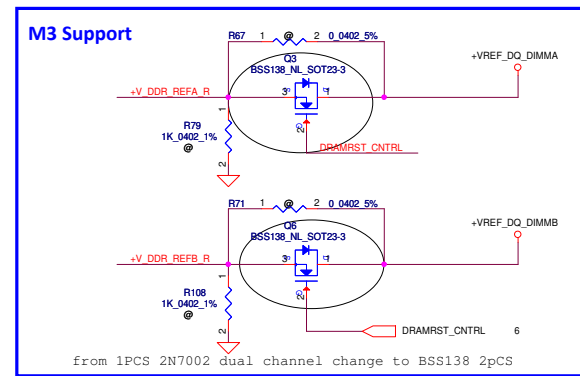 M3 Support
R67 1 @ 2 0_0402_5%
Q3
BSS138_NL_SOT23-3
+VREF_DQ_DIMMA
+V_DDR_REFA_R
3 S
D 1
G 2
R79
1K_0402_1%
@
1
2
DRAMRST_CNTRL
R71 1 @ 2 0_0402_5%
Q6
BSS138_NL_SOT23-3
+VREF_DQ_DIMMB
+V_DDR_REFB_R
3 S
D 1
G 2
R108
1K_0402_1%
@
1
2
DRAMRST_CNTRL 6
from 1PCS 2N7002 dual channel change to BSS138 2pCS